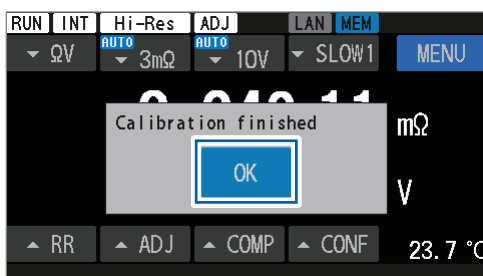 RUN INT Hi-Res ADJ LAN MEM
ΩV AUTO 3mΩ AUTO 10V SLOW1 MENU
Calibration finished
mΩ
OK
V
RR ADJ COMP CONF 23.7 °C